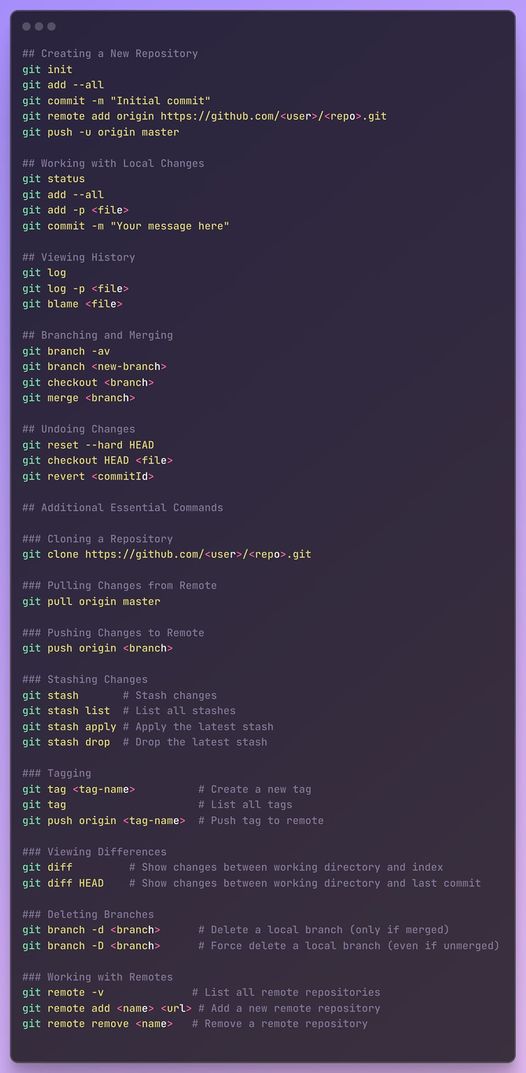 ## Creating a New Repository
git init
git add --all
git commit -m "Initial commit"
git remote add origin https://github.com/<user>/<repo>.git
git push -u origin master

## Working with Local Changes
git status
git add --all
git add -p <file>
git commit -m "Your message here"

## Viewing History
git log
git log -p <file>
git blame <file>

## Branching and Merging
git branch -av
git branch <new-branch>
git checkout <branch>
git merge <branch>

## Undoing Changes
git reset --hard HEAD
git checkout HEAD <file>
git revert <commitId>

## Additional Essential Commands

### Cloning a Repository
git clone https://github.com/<user>/<repo>.git

### Pulling Changes from Remote
git pull origin master

### Pushing Changes to Remote
git push origin <branch>

### Stashing Changes
git stash       # Stash changes
git stash list  # List all stashes
git stash apply # Apply the latest stash
git stash drop  # Drop the latest stash

### Tagging
git tag <tag-name>          # Create a new tag
git tag                     # List all tags
git push origin <tag-name>  # Push tag to remote

### Viewing Differences
git diff         # Show changes between working directory and index
git diff HEAD    # Show changes between working directory and last commit

### Deleting Branches
git branch -d <branch>      # Delete a local branch (only if merged)
git branch -D <branch>      # Force delete a local branch (even if unmerged)

### Working with Remotes
git remote -v              # List all remote repositories
git remote add <name> <url> # Add a new remote repository
git remote remove <name>   # Remove a remote repository